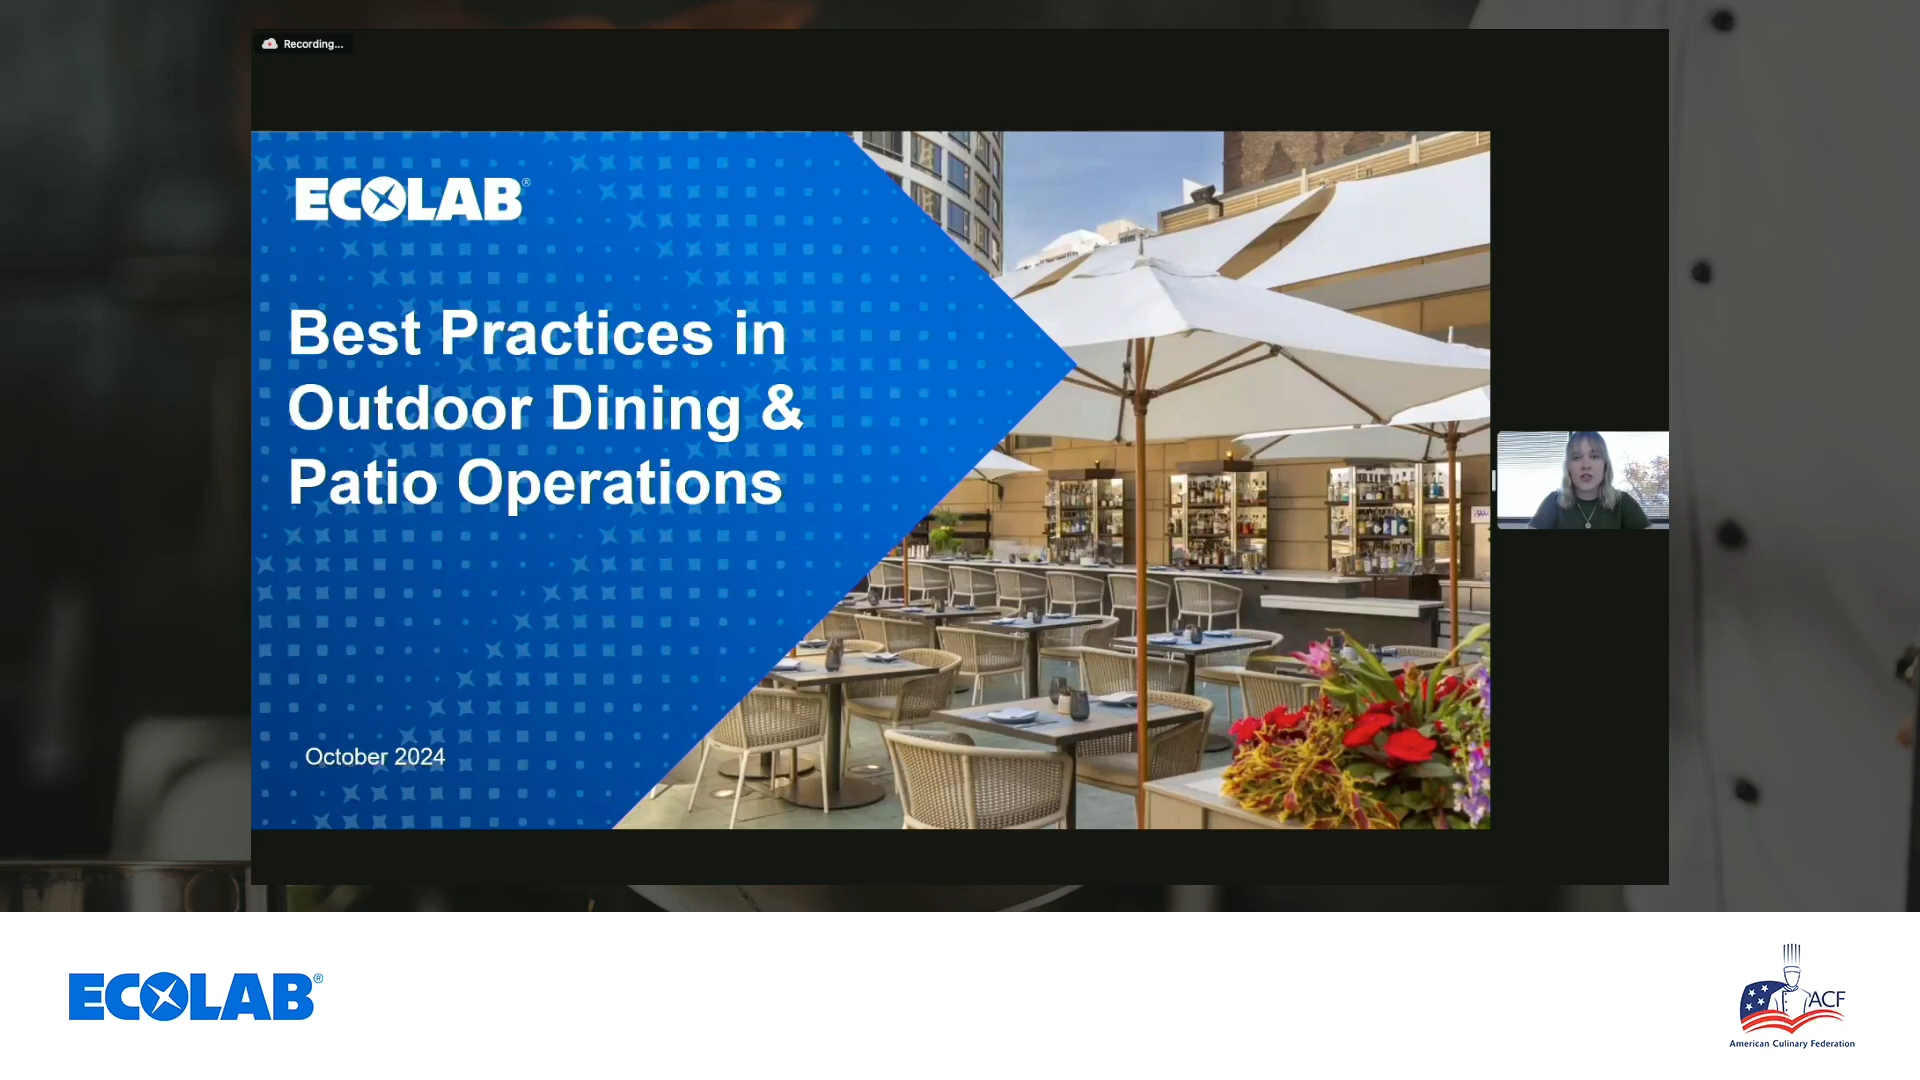 Recording...
ECOLAB®
Best Practices in
Outdoor Dining &
Patio Operations
October 2024
ECOLAB®
ACF
American Culinary Federation